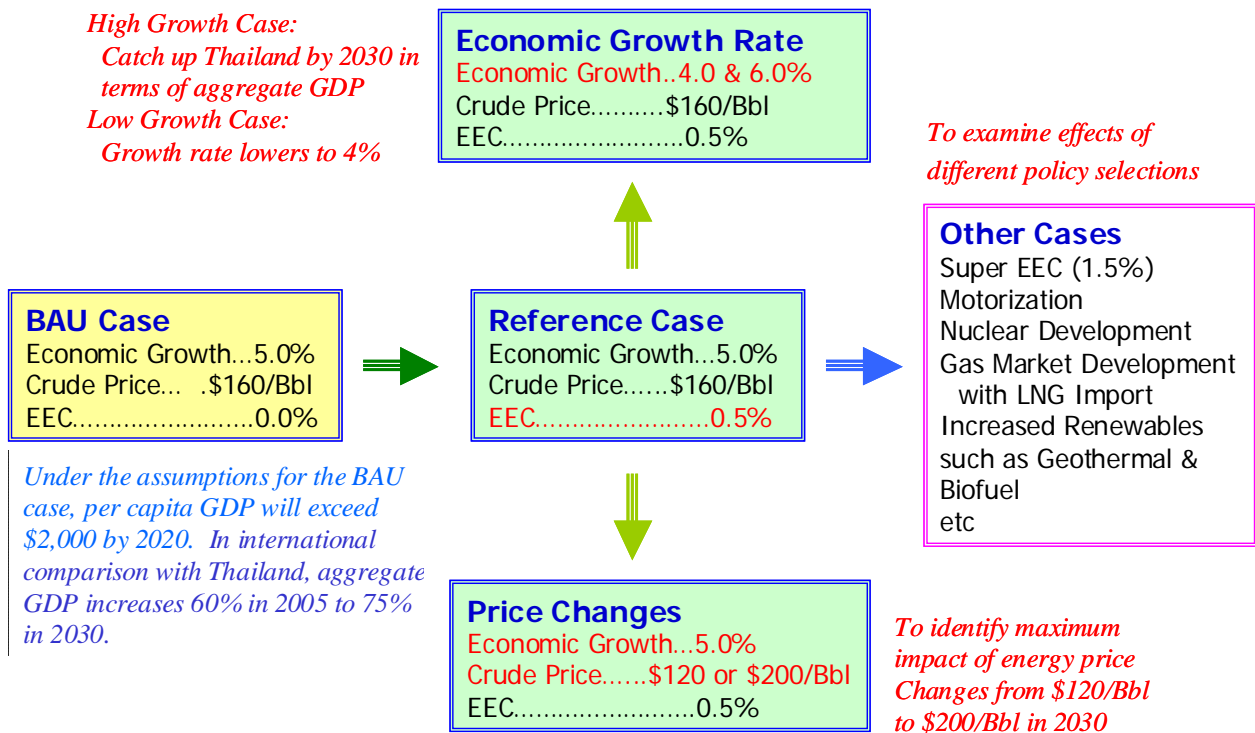 High Growth Case:
Catch up Thailand by 2030 in
terms of aggregate GDP
Low Growth Case:
Growth rate lowers to 4%
Economic Growth Rate
Economic Growth..4.0 & 6.0%
Crude Price..........$160/Bbl
EEC........................0.5%
To examine effects of
different policy selections
Other Cases
Super EEC (1.5%)
Motorization
Nuclear Development
Gas Market Development
with LNG Import
Increased Renewables
such as Geothermal &
Biofuel
etc
BAU Case
Economic Growth...5.0%
Crude Price... .$160/Bbl
EEC........................0.0%
Reference Case
Economic Growth...5.0%
Crude Price......$160/Bbl
EEC.......................0.5%
Under the assumptions for the BAU
case, per capita GDP will exceed
$2,000 by 2020. In international
comparison with Thailand, aggregate
GDP increases 60% in 2005 to 75%
in 2030.
Price Changes
Economic Growth...5.0%
Crude Price......$120 or $200/Bbl
EEC........................0.5%
To identify maximum
impact of energy price
Changes from $120/Bbl
to $200/Bbl in 2030